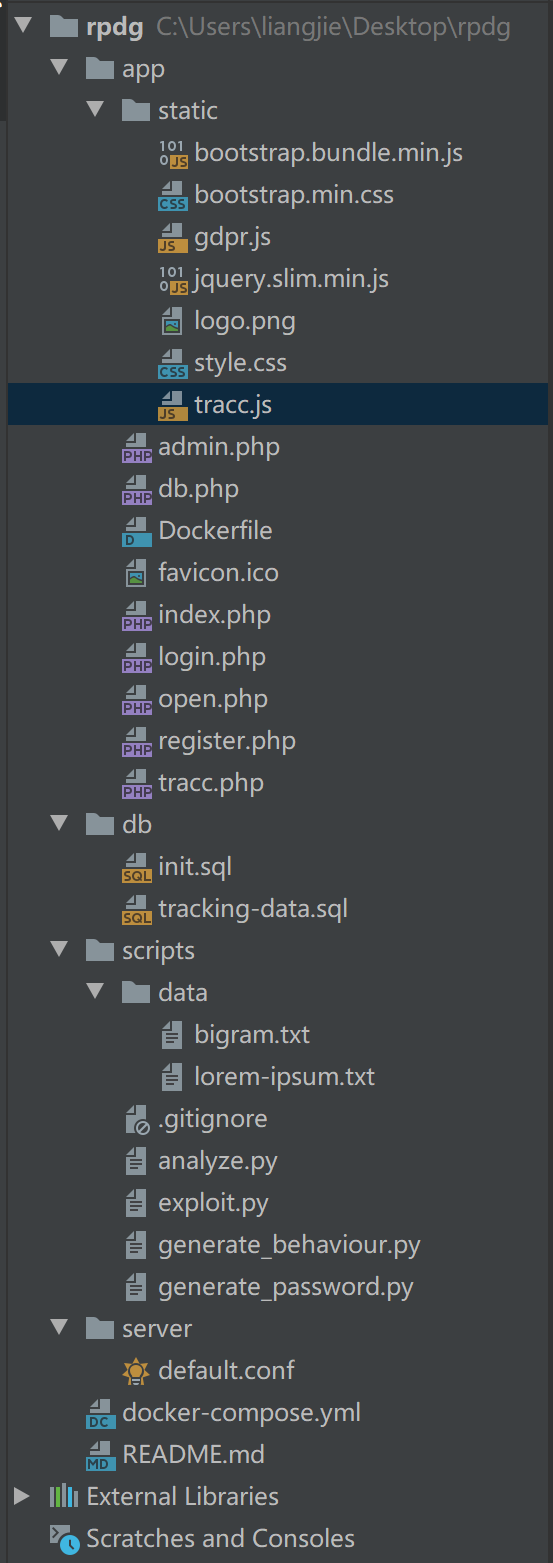 rpdg C:\Users\liangjie\Desktop\rpdg
app
static
bootstrap.bundle.min.js
bootstrap.min.css
gdpr.js
jquery.slim.min.js
logo.png
style.css
tracc.js
admin.php
db.php
Dockerfile
favicon.ico
index.php
login.php
open.php
register.php
tracc.php
db
init.sql
tracking-data.sql
scripts
data
bigram.txt
lorem-ipsum.txt
.gitignore
analyze.py
exploit.py
generate_behaviour.py
generate_password.py
server
default.conf
docker-compose.yml
README.md
External Libraries
Scratches and Consoles